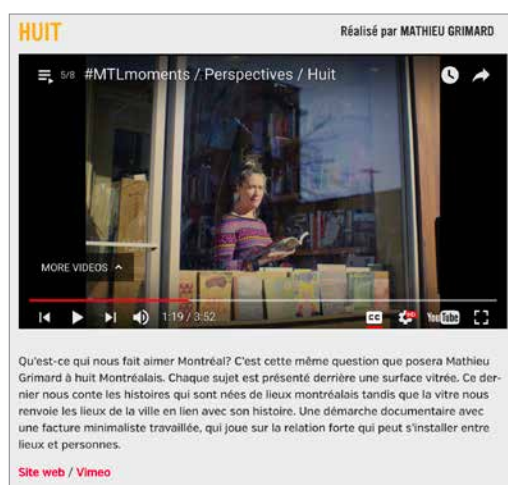 HUIT
Réalisé par MATHIEU GRIMARD
5/8 #MTLmoments / Perspectives / Huit
MORE VIDEOS
1:19 / 3:52
CC
HD
YouTube
Qu'est-ce qui nous fait aimer Montréal? C'est cette même question que posera Mathieu
Grimard à huit Montréalais. Chaque sujet est présenté derrière une surface vitrée. Ce der-
nier nous conte les histoires qui sont nées de lieux montréalais tandis que la vitre nous
renvoie les lieux de la ville en lien avec son histoire. Une démarche documentaire avec
une facture minimaliste travaillée, qui joue sur la relation forte qui peut s'installer entre
lieux et personnes.
Site web / Vimeo